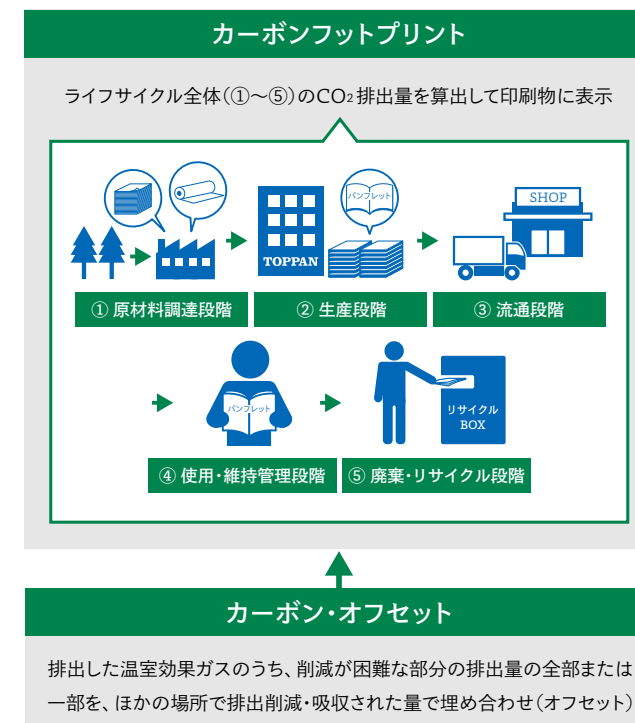 カーボンフットプリント
ライフサイクル全体(①〜⑤)のCO₂排出量を算出して印刷物に表示
パンフレット
SHOP
TOPPAN
① 原材料調達段階
② 生産段階
③ 流通段階
パンフレット
リサイクル
BOX
④ 使用・維持管理段階
⑤ 廃棄・リサイクル段階
カーボン・オフセット
排出した温室効果ガスのうち、削減が困難な部分の排出量の全部または
一部を、ほかの場所で排出削減・吸収された量で埋め合わせ(オフセット)